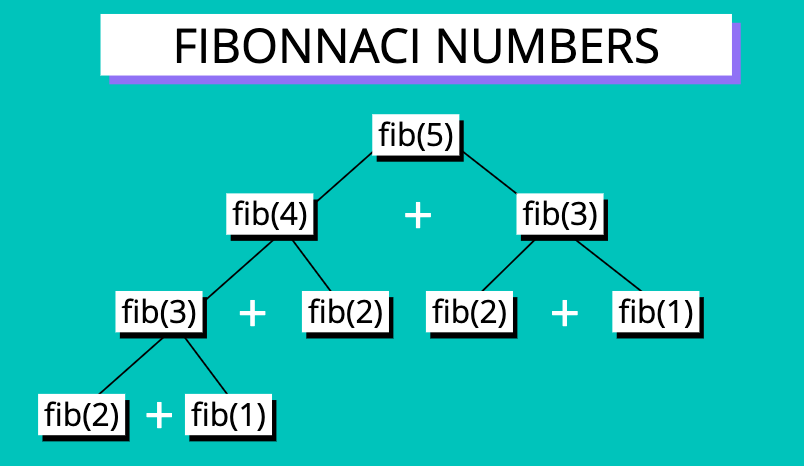 FIBONNACI NUMBERS
fib(5)
fib(4) + fib(3)
fib(3) + fib(2) fib(2) + fib(1)
fib(2) + fib(1)